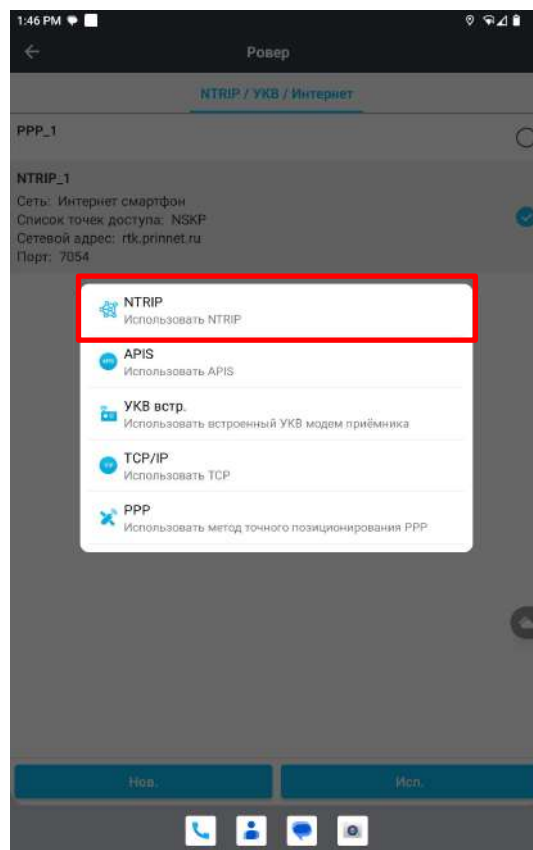 1:46 PM
Ровер
NTRIP / УКВ / Интернет
PPP_1
NTRIP_1
Сеть: Интернет смартфон
Список точек доступа: NSKP
Сетевой адрес: rtk.prinnet.ru
Порт: 7054
NTRIP
Использовать NTRIP
APIS
Использовать APIS
УКВ встр.
Использовать встроенный УКВ модем приёмника
TCP/IP
Использовать TCP
PPP
Использовать метод точного позиционирования PPP
Нов.
Исп.